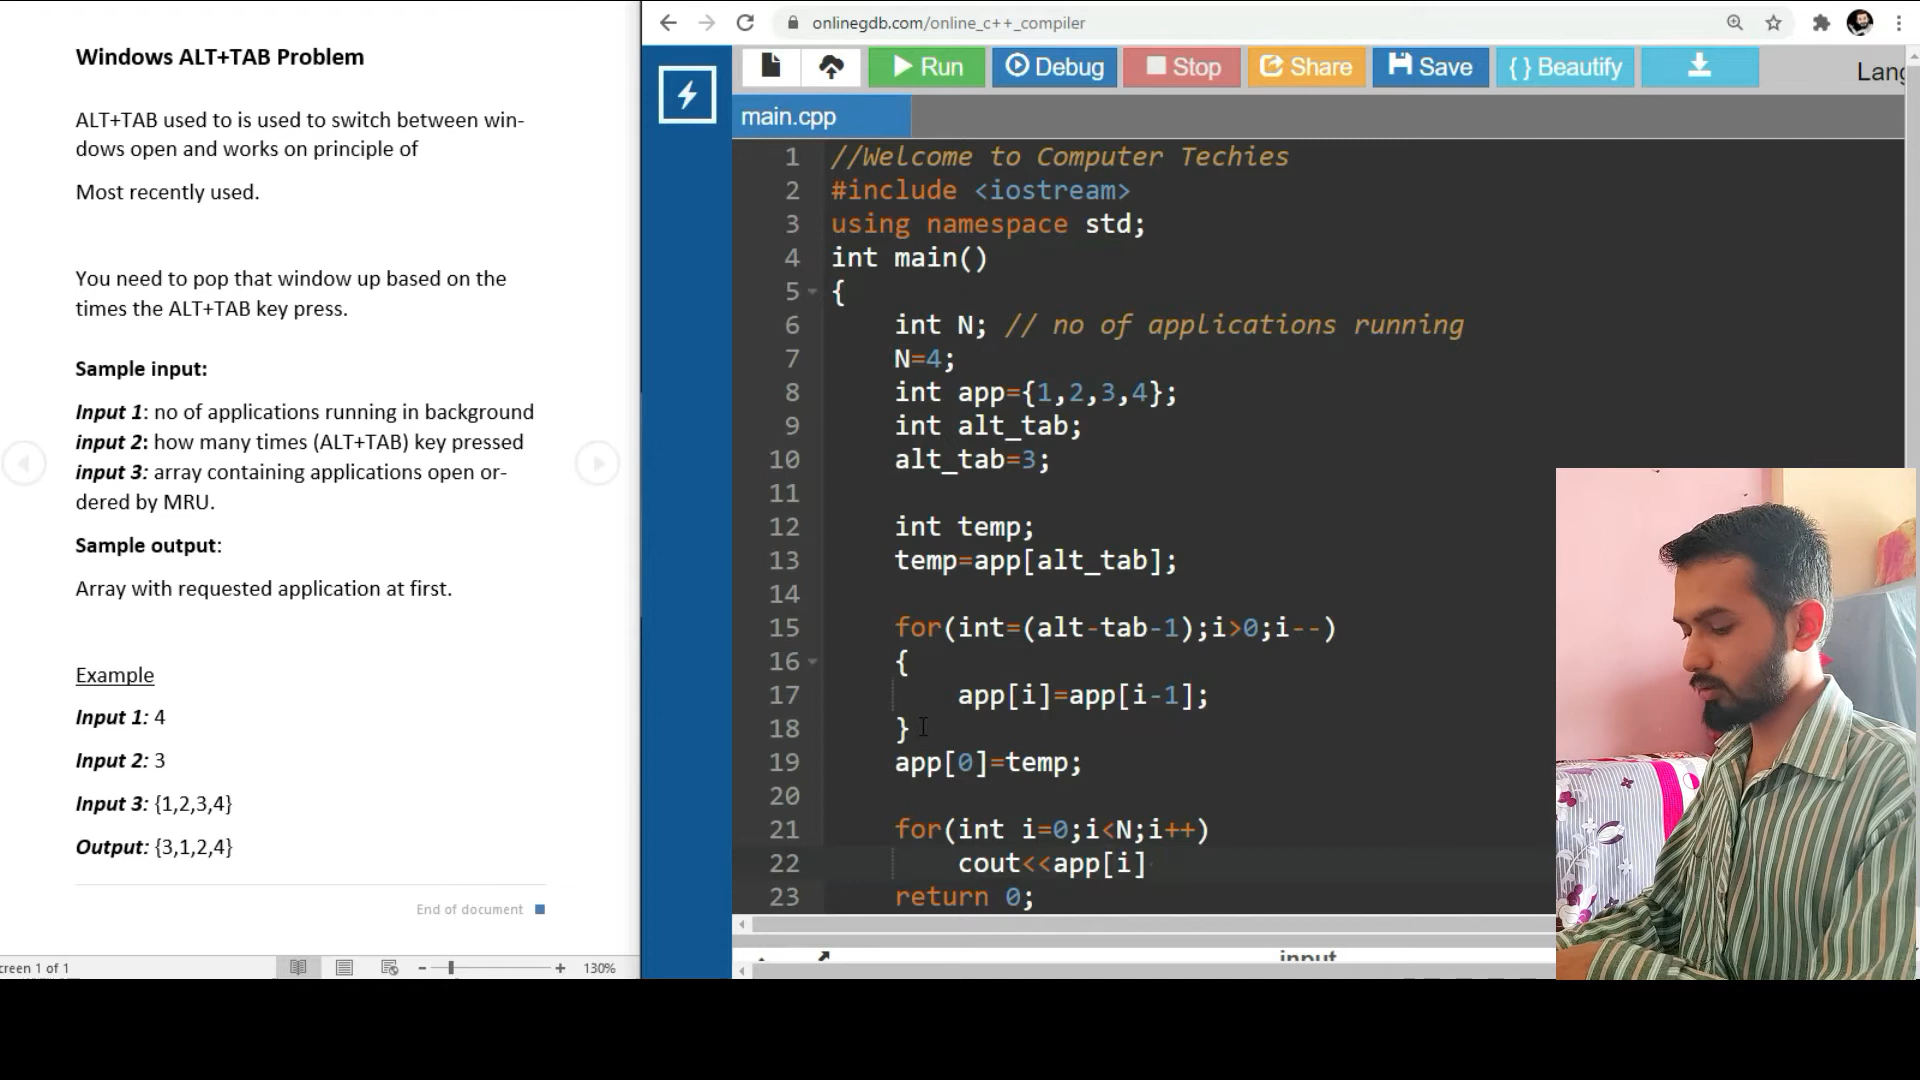 Windows ALT+TAB Problem
ALT+TAB used to is used to switch between win-
dows open and works on principle of
Most recently used.
You need to pop that window up based on the
times the ALT+TAB key press.
Sample input:
Input 1: no of applications running in background
input 2: how many times (ALT+TAB) key pressed
input 3: array containing applications open or-
dered by MRU.
Sample output:
Array with requested application at first.
Example
Input 1: 4
Input 2: 3
Input 3: {1,2,3,4}
Output: {3,1,2,4}
End of document
creen 1 of 1
130%
onlinegdb.com/online_c++_compiler
Run Debug Stop Share Save {} Beautify Lang
main.cpp
1 //Welcome to Computer Techies
2 #include <iostream>
3 using namespace std;
4 int main()
5 {
6 int N; // no of applications running
7 N=4;
8 int app={1,2,3,4};
9 int alt_tab;
10 alt_tab=3;
11
12 int temp;
13 temp=app[alt_tab];
14
15 for(int=(alt-tab-1);i>0;i--)
16 {
17 app[i]=app[i-1];
18 }
19 app[0]=temp;
20
21 for(int i=0;i<N;i++)
22 cout<<app[i]
23 return 0;
input